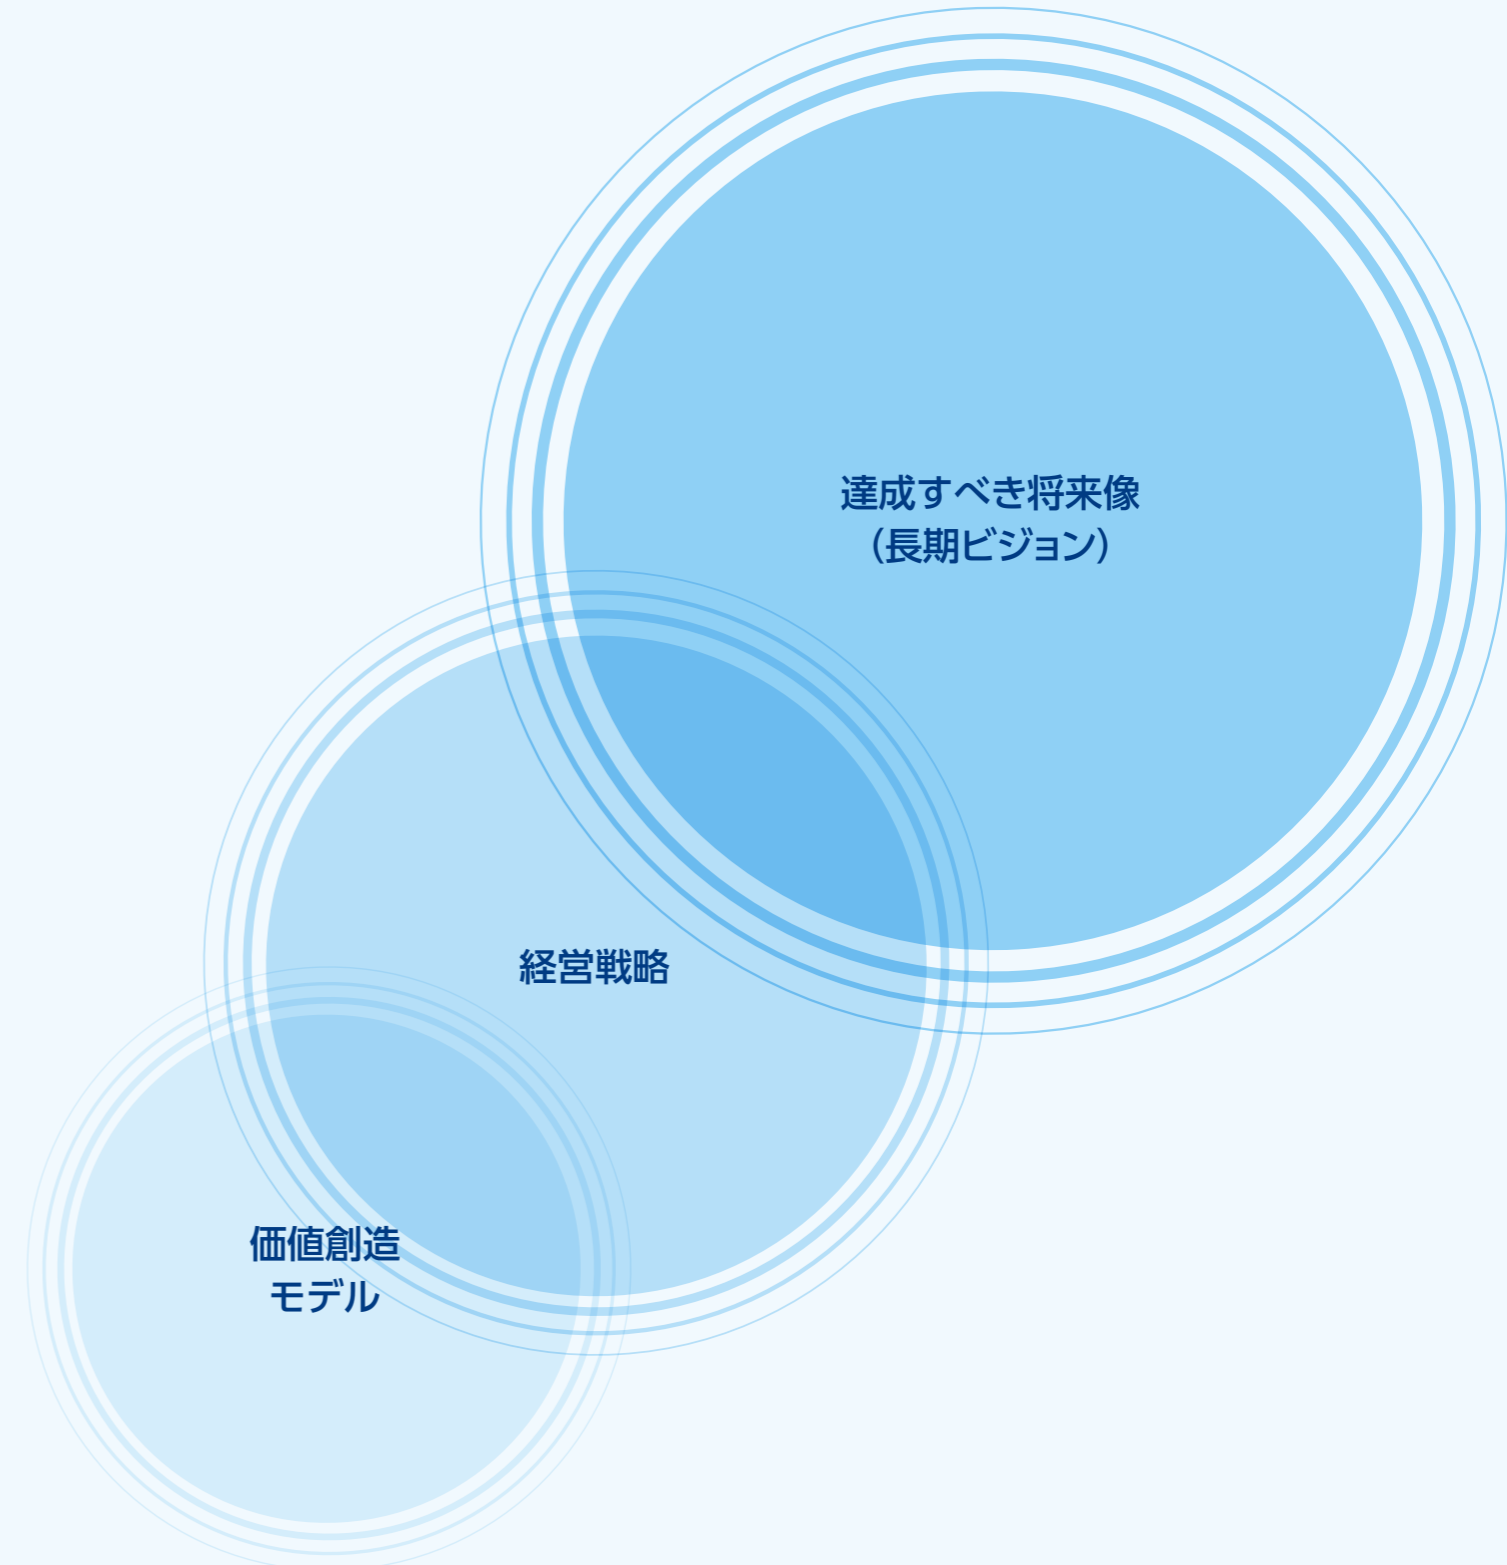 達成すべき将来像
（長期ビジョン）
経営戦略
価値創造
モデル